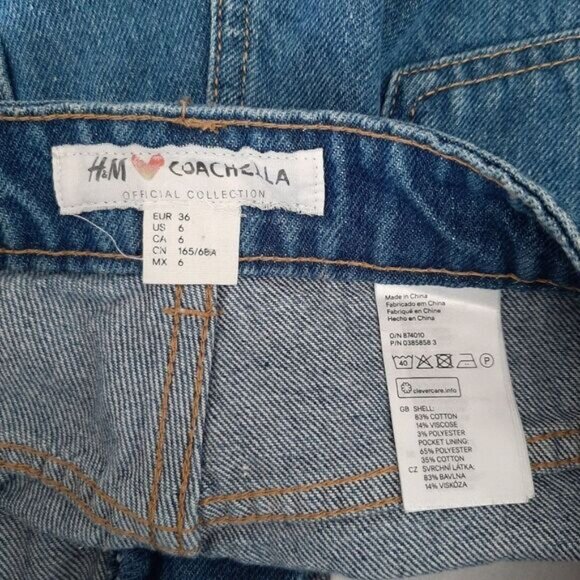 H&M COACHELLA
OFFICIAL COLLECTION
EUR 36
US 6
CA 6
CN 165/68A
MX 6
Made in China
Fabricado em China
Fabriqué en Chine
Hecho en China
O/N 874010
P/N 0385858 3
40 P
clevercare.info
GB SHELL:
83% COTTON
14% VISCOSE
3% POLYESTER
POCKET LINING:
65% POLYESTER
35% COTTON
CZ SVRCHNÍ LÁTKA:
83% BAVLNA
14% VISKÓZA